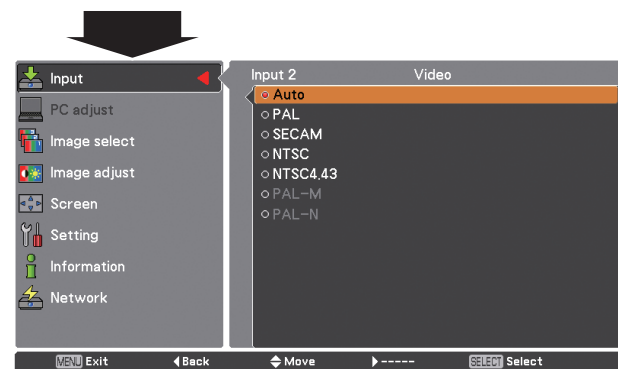 Input
PC adjust
Image select
Image adjust
Screen
Setting
Information
Network
Input 2 Video
Auto
PAL
SECAM
NTSC
NTSC4.43
PAL-M
PAL-N
MENU Exit Back Move ----- SELECT Select